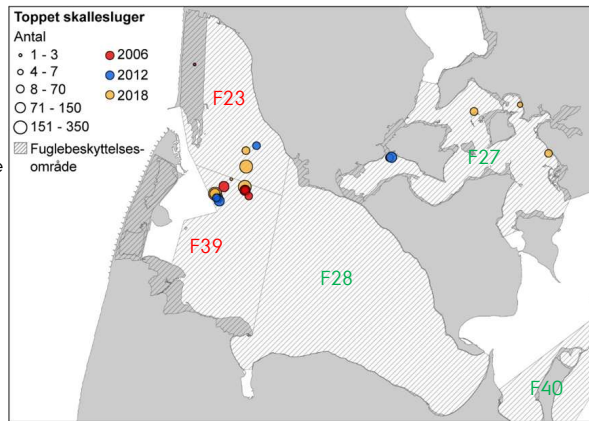 Toppet skallesluger
Antal
1 - 3
4 - 7
8 - 70
71 - 150
151 - 350
2006
2012
2018
Fuglebeskyttelses-
område
F23
F27
F39
F28
F40
e